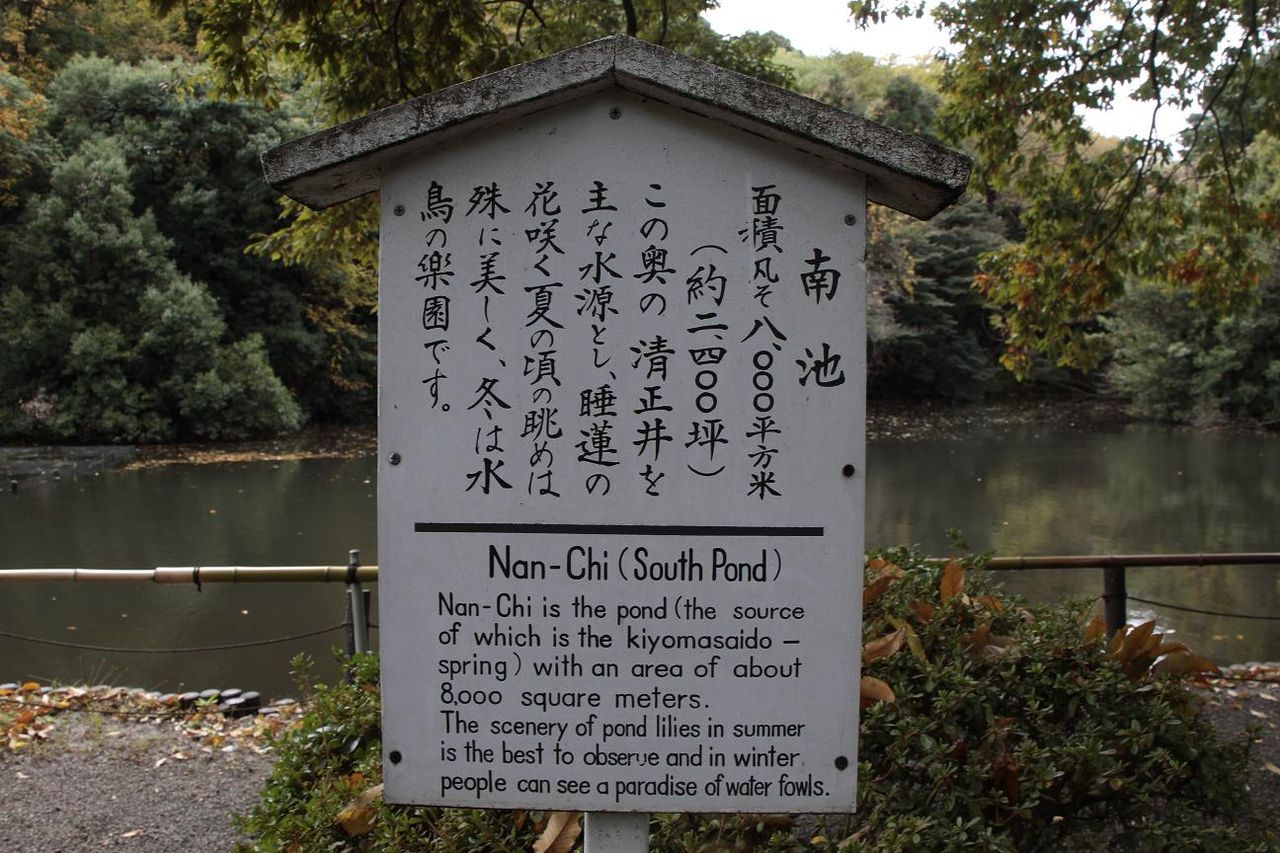 南池
面積凡そ八、〇〇〇平方米
(約二、四〇〇坪)
この奥の 清正井を
主な水源とし、睡蓮の
花咲く夏の頃の眺めは
殊に美しく、冬は水
鳥の楽園です。
Nan-Chi (South Pond)
Nan-Chi is the pond (the source
of which is the kiyomasaido –
spring) with an area of about
8,000 square meters.
The scenery of pond lilies in summer
is the best to observe and in winter
people can see a paradise of water fowls.